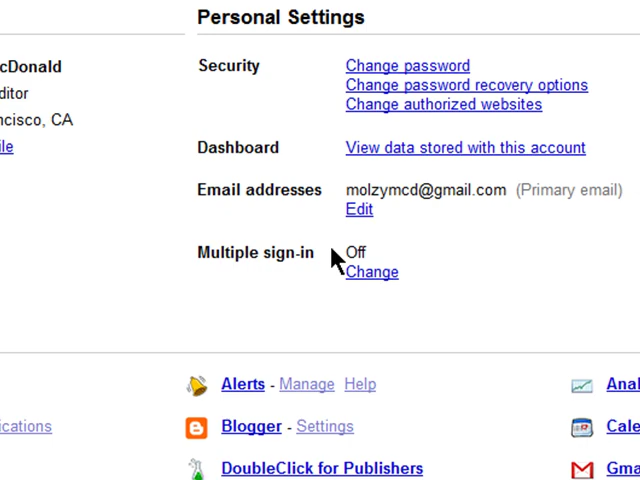 Personal Settings
cDonald
Security
Change password
ditor
Change password recovery options
Change authorized websites
ncisco, CA
ile
Dashboard
View data stored with this account
Email addresses
molzymcd@gmail.com (Primary email)
Edit
Multiple sign-in
Off
Change
Alerts - Manage Help
Anal
ications
Blogger - Settings
Cale
DoubleClick for Publishers
Gma